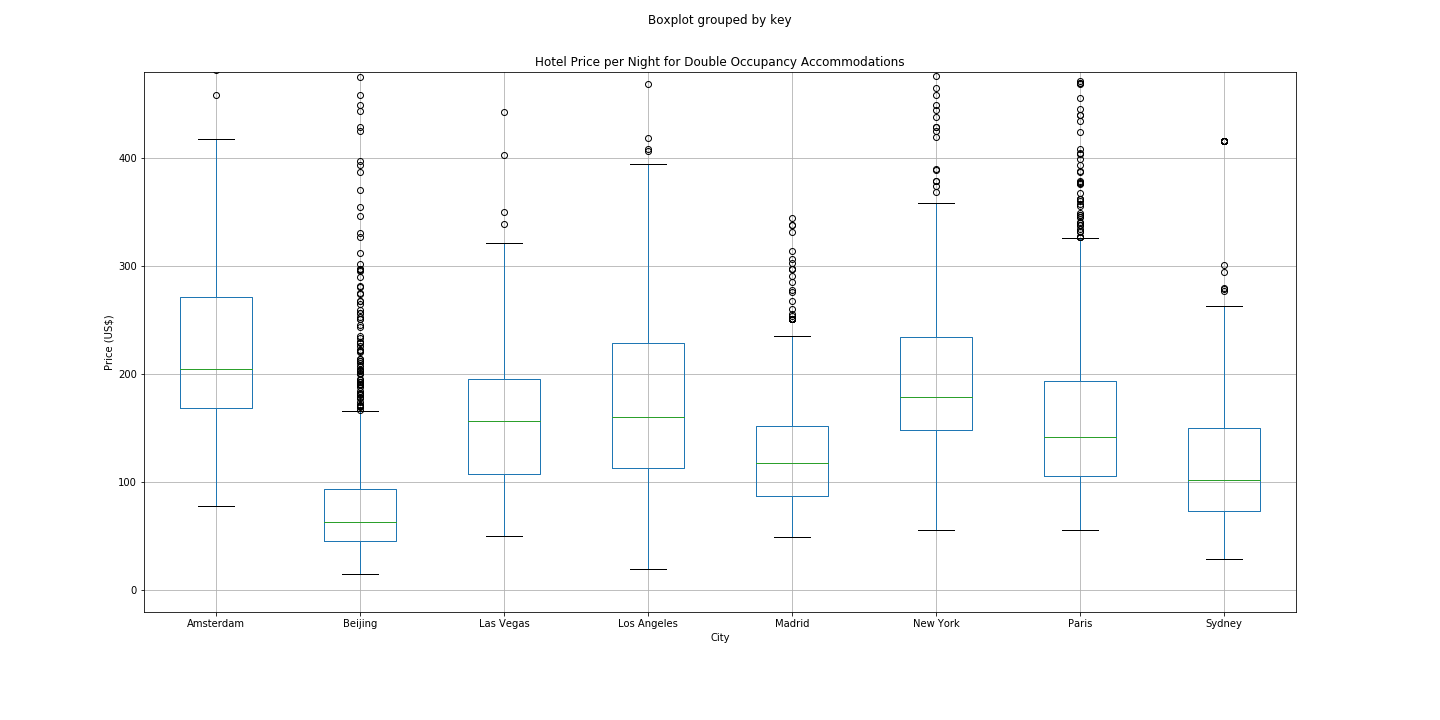 Boxplot grouped by key
Hotel Price per Night for Double Occupancy Accommodations
Price (US$)
400
300
200
100
0
Amsterdam Beijing Las Vegas Los Angeles Madrid New York Paris Sydney
City